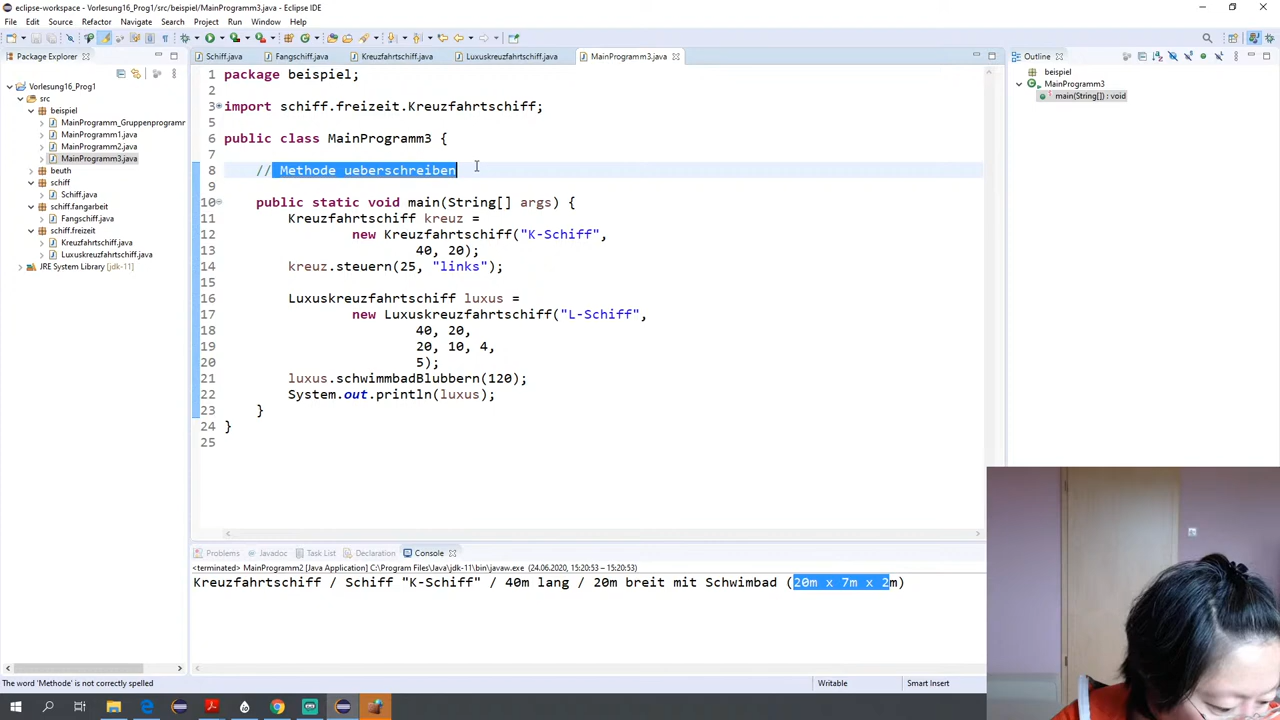 eclipse-workspace - Vorlesung16_Prog1/src/beispiel/MainProgramm3.java - Eclipse IDE
File Edit Source Refactor Navigate Search Project Run Window Help
Package Explorer
Schiff.java Fangschiff.java Kreuzfahrtschiff.java Luxuskreuzfahrtschiff.java MainProgramm3.java
Outline
Vorlesung16_Prog1
src
beispiel
MainProgramm_Gruppenprogramm
MainProgramm1.java
MainProgramm2.java
MainProgramm3.java
beuth
schiff
Schiff.java
schiff.fangarbeit
Fangschiff.java
schiff.freizeit
Kreuzfahrtschiff.java
Luxuskreuzfahrtschiff.java
JRE System Library [jdk-11]
1 package beispiel;
2
3 import schiff.freizeit.Kreuzfahrtschiff;
5
6 public class MainProgramm3 {
7
8 // Methode ueberschreiben
9
10 public static void main(String[] args) {
11 Kreuzfahrtschiff kreuz =
12 new Kreuzfahrtschiff("K-Schiff",
13 40, 20);
14 kreuz.steuern(25, "links");
15
16 Luxuskreuzfahrtschiff luxus =
17 new Luxuskreuzfahrtschiff("L-Schiff",
18 40, 20,
19 20, 10, 4,
20 5);
21 luxus.schwimmbadBlubbern(120);
22 System.out.println(luxus);
23 }
24 }
25
beispiel
MainProgramm3
main(String[]) : void
Problems Javadoc Task List Declaration Console
<terminated> MainProgramm2 [Java Application] C:\Program Files\Java\jdk-11\bin\javaw.exe (24.06.2020, 15:20:53 – 15:20:53)
Kreuzfahrtschiff / Schiff "K-Schiff" / 40m lang / 20m breit mit Schwimbad (20m x 7m x 2m)
The word 'Methode' is not correctly spelled
Writable
Smart Insert